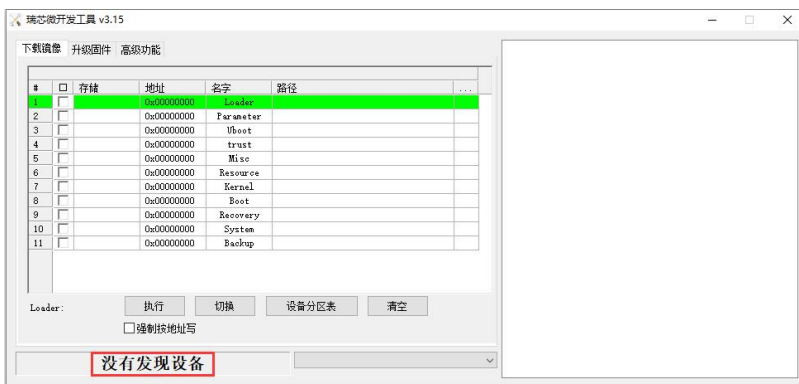 瑞芯微开发工具 v3.15
下载镜像 升级固件 高级功能
# 存储 地址 名字 路径 ...
1 0x00000000 Loader
2 0x00000000 Parameter
3 0x00000000 Uboot
4 0x00000000 trust
5 0x00000000 Misc
6 0x00000000 Resource
7 0x00000000 Kernel
8 0x00000000 Boot
9 0x00000000 Recovery
10 0x00000000 System
11 0x00000000 Backup
Loader: 执行 切换 设备分区表 清空
强制按地址写
没有发现设备